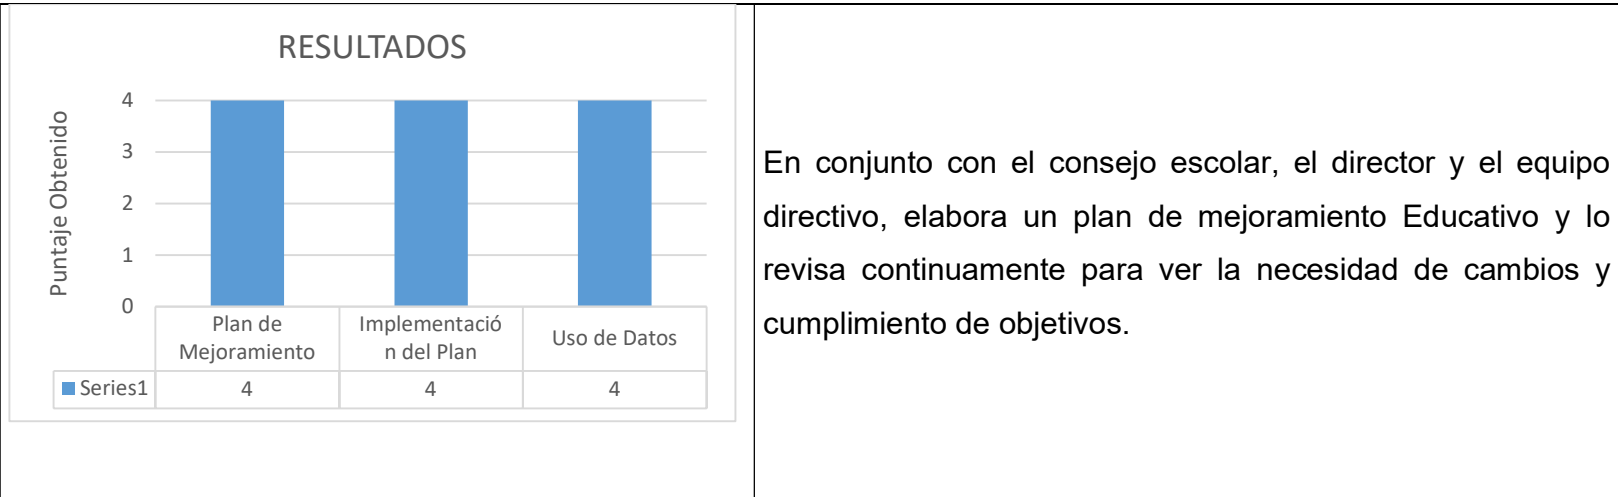 RESULTADOS
Puntaje Obtenido
4
3
2
1
0
Plan de
Mejoramiento
Implementació
n del Plan
Uso de Datos
Series1 4 4 4
En conjunto con el consejo escolar, el director y el equipo
directivo, elabora un plan de mejoramiento Educativo y lo
revisa continuamente para ver la necesidad de cambios y
cumplimiento de objetivos.